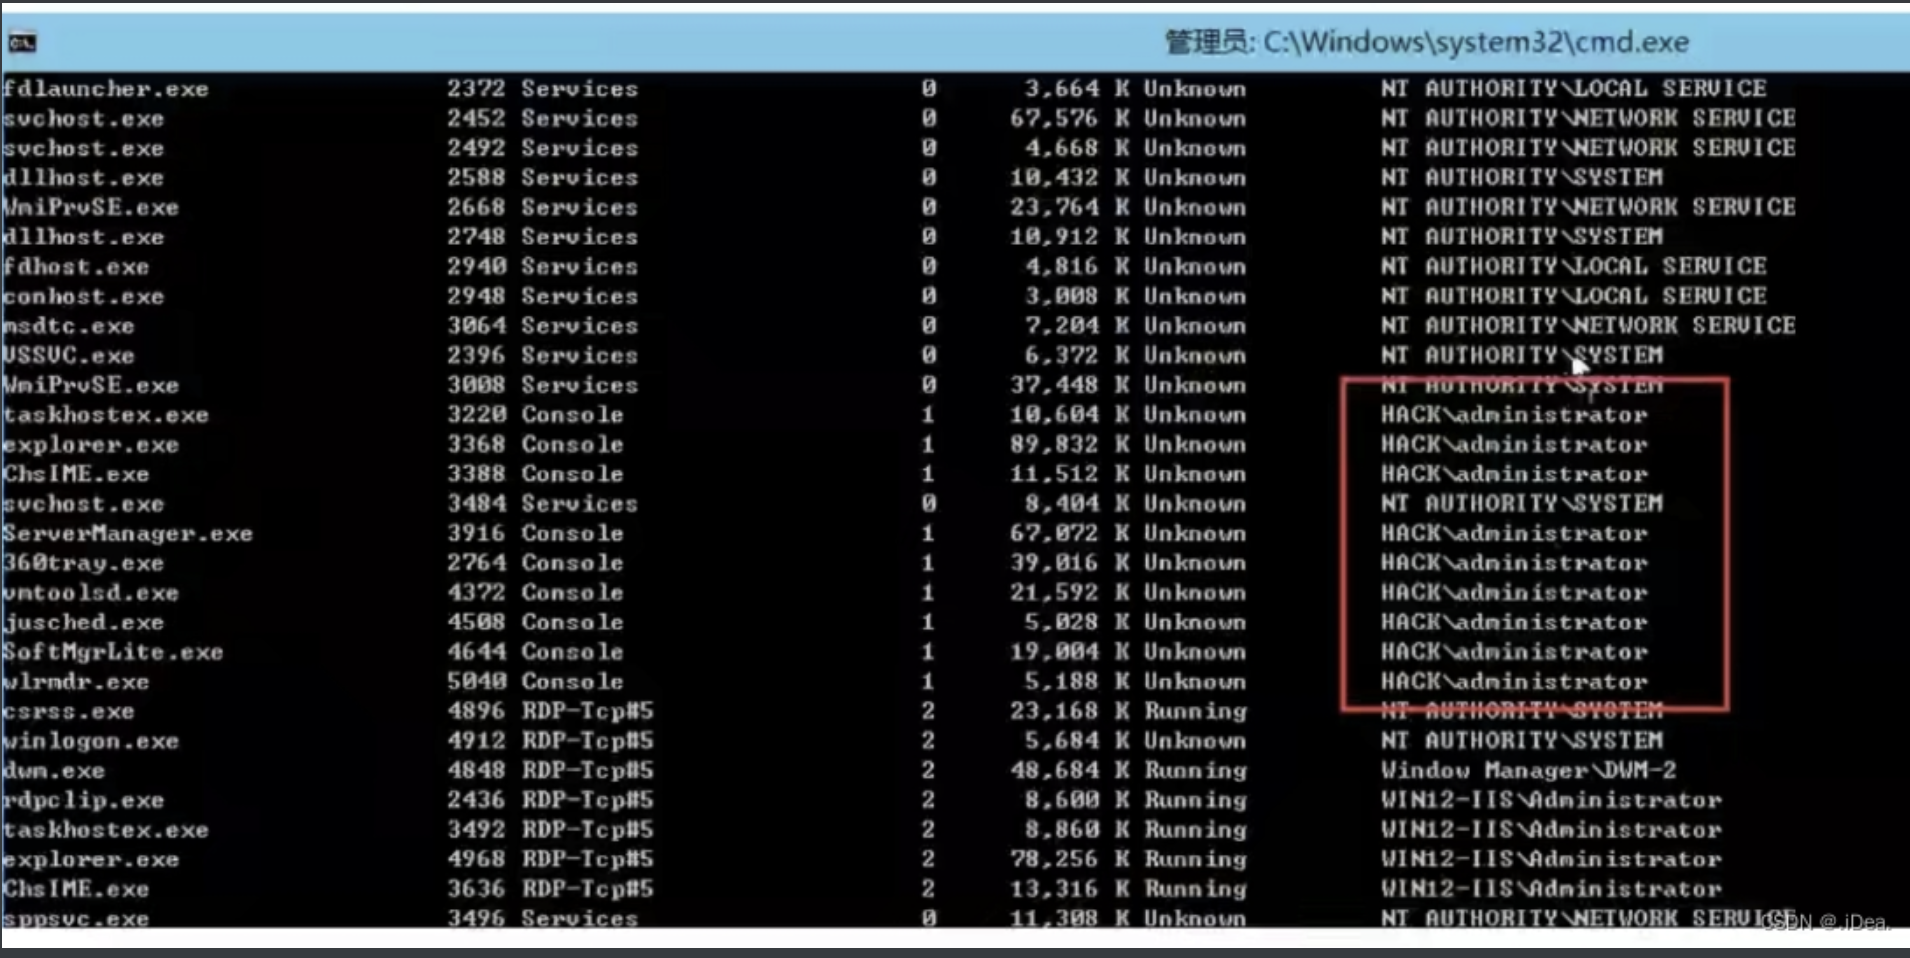 管理员: C:\Windows\system32\cmd.exe
fdlauncher.exe 2372 Services 0 3,664 K Unknown NT AUTHORITY\LOCAL SERVICE
svchost.exe 2452 Services 0 67,576 K Unknown NT AUTHORITY\NETWORK SERVICE
svchost.exe 2492 Services 0 4,668 K Unknown NT AUTHORITY\NETWORK SERVICE
dllhost.exe 2588 Services 0 10,432 K Unknown NT AUTHORITY\SYSTEM
WmiPrvSE.exe 2668 Services 0 23,764 K Unknown NT AUTHORITY\NETWORK SERVICE
dllhost.exe 2748 Services 0 10,912 K Unknown NT AUTHORITY\SYSTEM
fdhost.exe 2940 Services 0 4,816 K Unknown NT AUTHORITY\LOCAL SERVICE
conhost.exe 2948 Services 0 3,008 K Unknown NT AUTHORITY\LOCAL SERVICE
msdtc.exe 3064 Services 0 7,204 K Unknown NT AUTHORITY\NETWORK SERVICE
VSSVC.exe 2396 Services 0 6,372 K Unknown NT AUTHORITY\SYSTEM
WmiPrvSE.exe 3008 Services 0 37,448 K Unknown NT AUTHORITY\SYSTEM
taskhostex.exe 3220 Console 1 10,604 K Unknown HACK\administrator
explorer.exe 3368 Console 1 89,832 K Unknown HACK\administrator
ChsIME.exe 3388 Console 1 11,512 K Unknown HACK\administrator
svchost.exe 3484 Services 0 8,404 K Unknown NT AUTHORITY\SYSTEM
ServerManager.exe 3916 Console 1 67,072 K Unknown HACK\administrator
360tray.exe 2764 Console 1 39,016 K Unknown HACK\administrator
vmtoolsd.exe 4372 Console 1 21,592 K Unknown HACK\administrator
jusched.exe 4508 Console 1 5,028 K Unknown HACK\administrator
SoftMgrLite.exe 4644 Console 1 19,004 K Unknown HACK\administrator
wlrmdr.exe 5040 Console 1 5,188 K Unknown HACK\administrator
csrss.exe 4896 RDP-Tcp#5 2 23,168 K Running NT AUTHORITY\SYSTEM
winlogon.exe 4912 RDP-Tcp#5 2 5,684 K Unknown NT AUTHORITY\SYSTEM
dwm.exe 4848 RDP-Tcp#5 2 48,684 K Running Window Manager\DWM-2
rdpclip.exe 2436 RDP-Tcp#5 2 8,600 K Running WIN12-IIS\Administrator
taskhostex.exe 3492 RDP-Tcp#5 2 8,860 K Running WIN12-IIS\Administrator
explorer.exe 4968 RDP-Tcp#5 2 78,256 K Running WIN12-IIS\Administrator
ChsIME.exe 3636 RDP-Tcp#5 2 13,316 K Running WIN12-IIS\Administrator
sppsvc.exe 3496 Services 0 11,308 K Unknown NT AUTHORITY\NETWORK SERVICE
CSDN @.iDea.